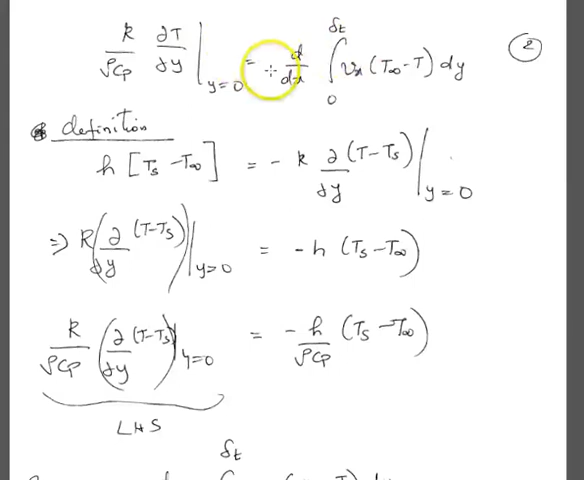 k/ρCp ∂T/∂y |y=0 = d/dx ∫0^δt vx (T∞ - T) dy
2
definition
h [Ts - T∞] = - k ∂/∂y (T - Ts) |y=0
⇒ k (∂/∂y (T-Ts)) |y=0 = - h (Ts - T∞)
k/ρCp (∂/∂y (T-Ts)) y=0 = - h/ρCp (Ts - T∞)
LHS
δt